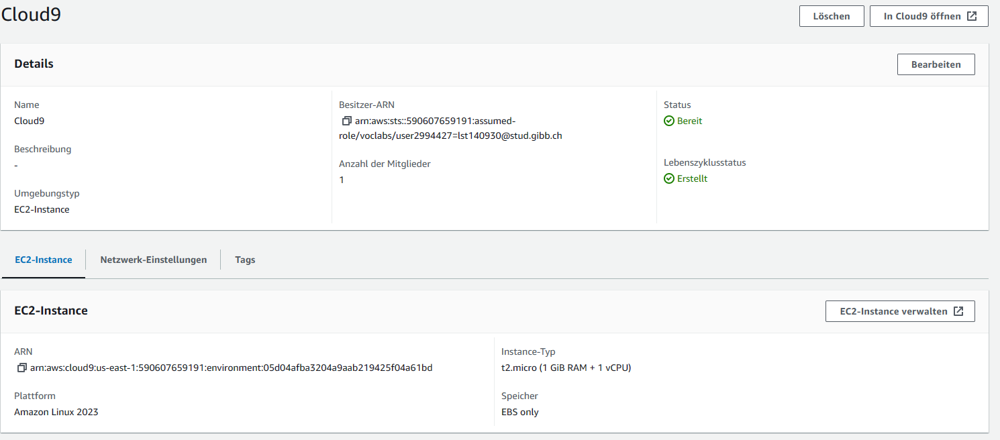 Cloud9
Löschen
In Cloud9 öffnen
Details
Bearbeiten
Name
Cloud9
Beschreibung
-
Umgebungstyp
EC2-Instance
Besitzer-ARN
arn:aws:sts::590607659191:assumed-
role/voclabs/user2994427=lst140930@stud.gibb.ch
Anzahl der Mitglieder
1
Status
Bereit
Lebenszyklusstatus
Erstellt
EC2-Instance
Netzwerk-Einstellungen
Tags
EC2-Instance
EC2-Instance verwalten
ARN
arn:aws:cloud9:us-east-1:590607659191:environment:05d04afba3204a9aab219425f04a61bd
Plattform
Amazon Linux 2023
Instance-Typ
t2.micro (1 GiB RAM + 1 vCPU)
Speicher
EBS only